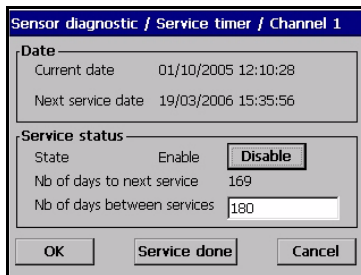 Sensor diagnostic / Service timer / Channel 1
Date
Current date 01/10/2005 12:10:28
Next service date 19/03/2006 15:35:56
Service status
State Enable Disable
Nb of days to next service 169
Nb of days between services 180
OK Service done Cancel